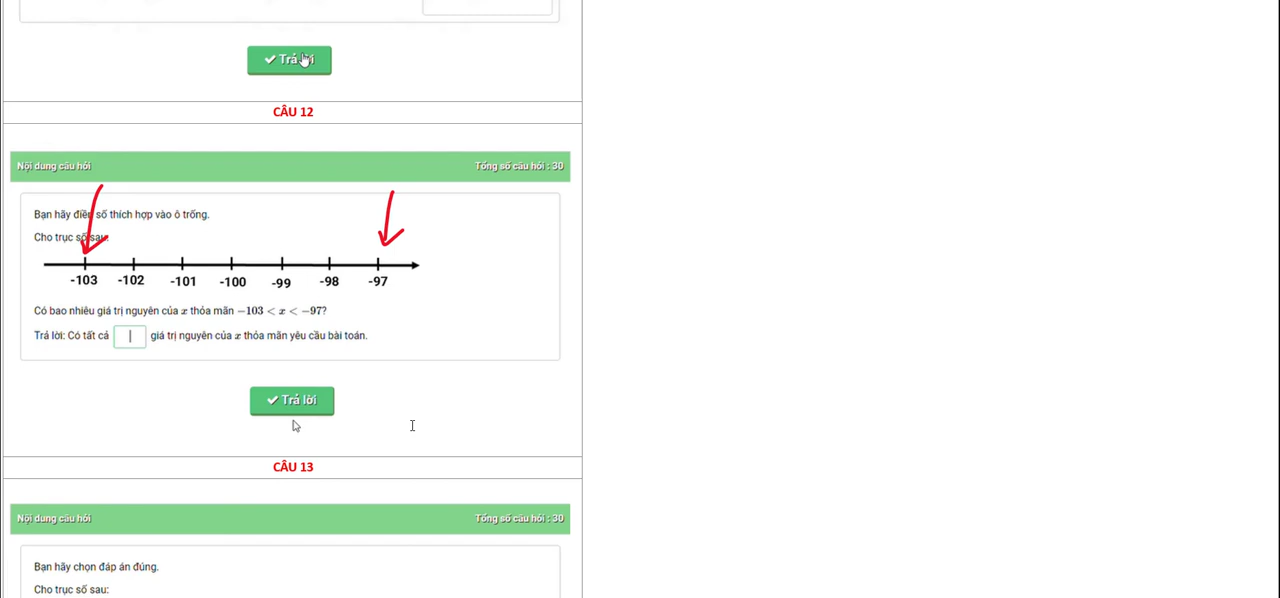 Trả lời
CÂU 12
Nội dung câu hỏi Tổng số câu hỏi : 30
Bạn hãy điền số thích hợp vào ô trống.
Cho trục số sau:
-103 -102 -101 -100 -99 -98 -97
Có bao nhiêu giá trị nguyên của x thỏa mãn −103 < x < −97?
Trả lời: Có tất cả giá trị nguyên của x thỏa mãn yêu cầu bài toán.
Trả lời
CÂU 13
Nội dung câu hỏi Tổng số câu hỏi : 30
Bạn hãy chọn đáp án đúng.
Cho trục số sau: